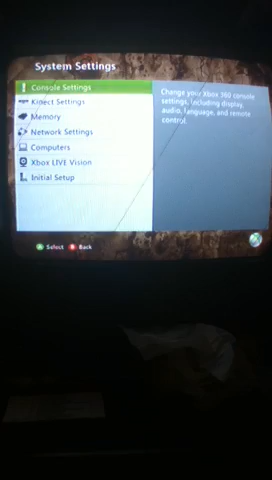 System Settings
Console Settings
Kinect Settings
Memory
Network Settings
Computers
Xbox LIVE Vision
Initial Setup
Change your Xbox 360 console
settings, including display,
audio, language, and remote
control.
A Select B Back